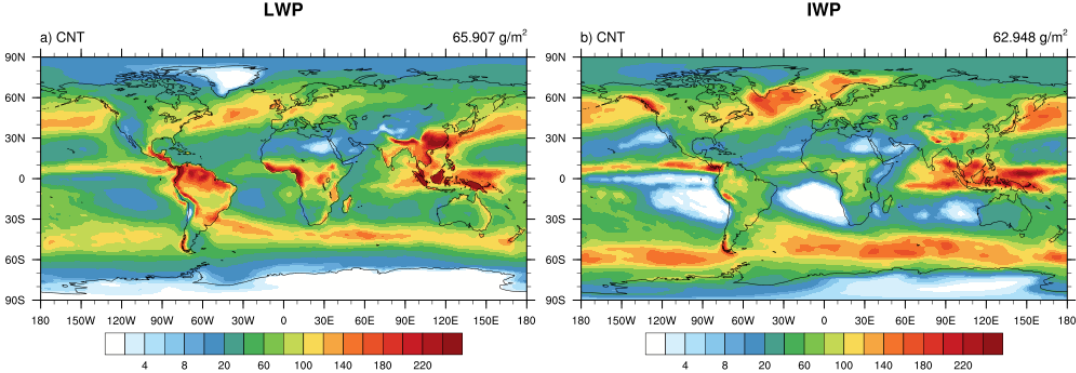 LWP
IWP
a) CNT 65.907 g/m²
b) CNT 62.948 g/m²
90N
60N
30N
0
30S
60S
90S
180 150W 120W 90W 60W 30W 0 30E 60E 90E 120E 150E 180
90N
60N
30N
0
30S
60S
90S
180 150W 120W 90W 60W 30W 0 30E 60E 90E 120E 150E 180
4 8 20 60 100 140 180 220
4 8 20 60 100 140 180 220